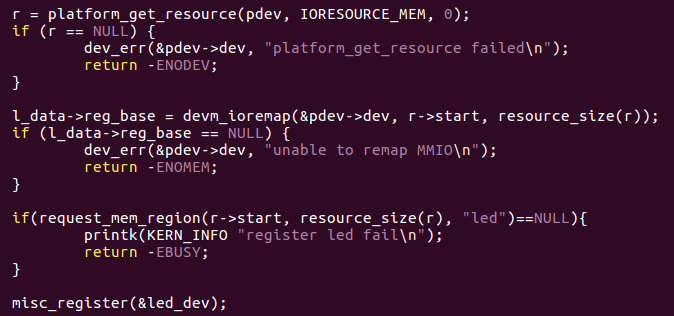 r = platform_get_resource(pdev, IORESOURCE_MEM, 0);
if (r == NULL) {
        dev_err(&pdev->dev, "platform_get_resource failed\n");
        return -ENODEV;
}

l_data->reg_base = devm_ioremap(&pdev->dev, r->start, resource_size(r));
if (l_data->reg_base == NULL) {
        dev_err(&pdev->dev, "unable to remap MMIO\n");
        return -ENOMEM;
}

if(request_mem_region(r->start, resource_size(r), "led")==NULL){
        printk(KERN_INFO "register led fail\n");
        return -EBUSY;
}

misc_register(&led_dev);